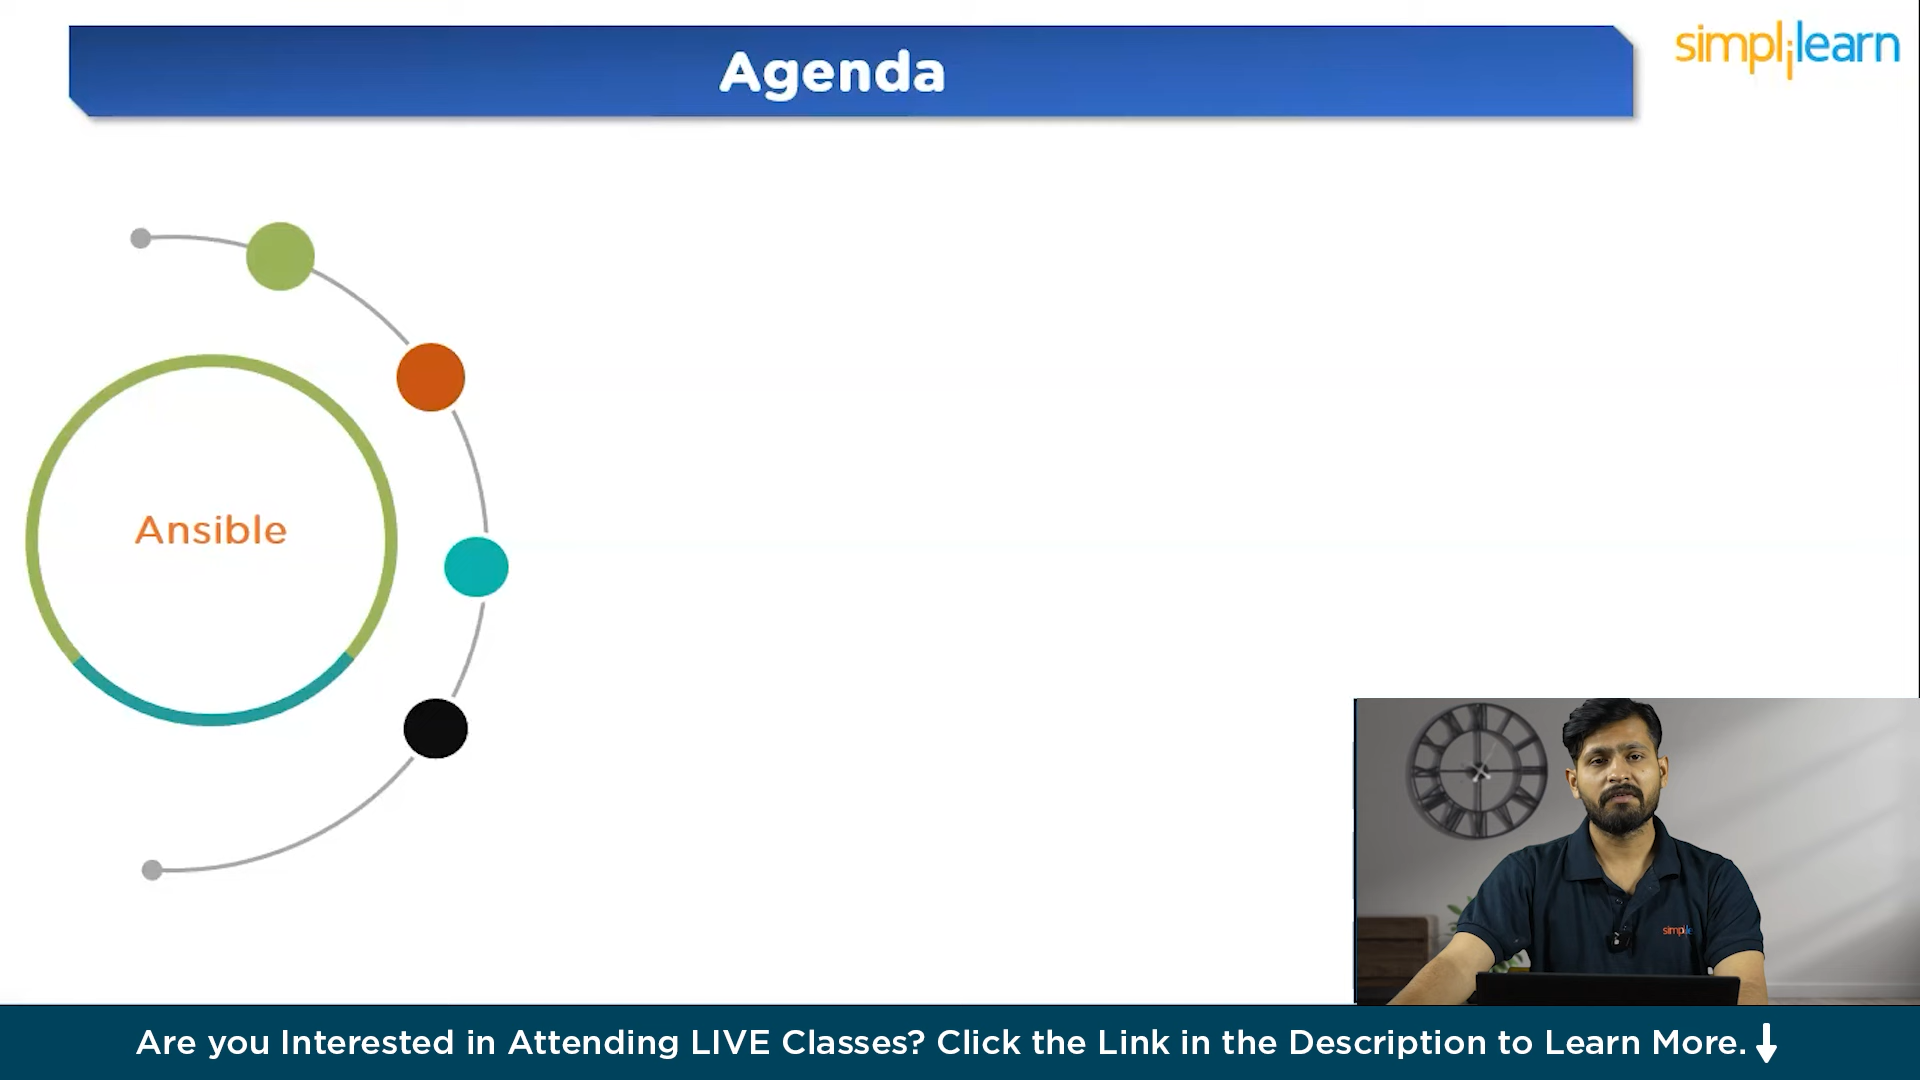 Agenda
simplilearn
Ansible
simplile
Are you Interested in Attending LIVE Classes? Click the Link in the Description to Learn More.